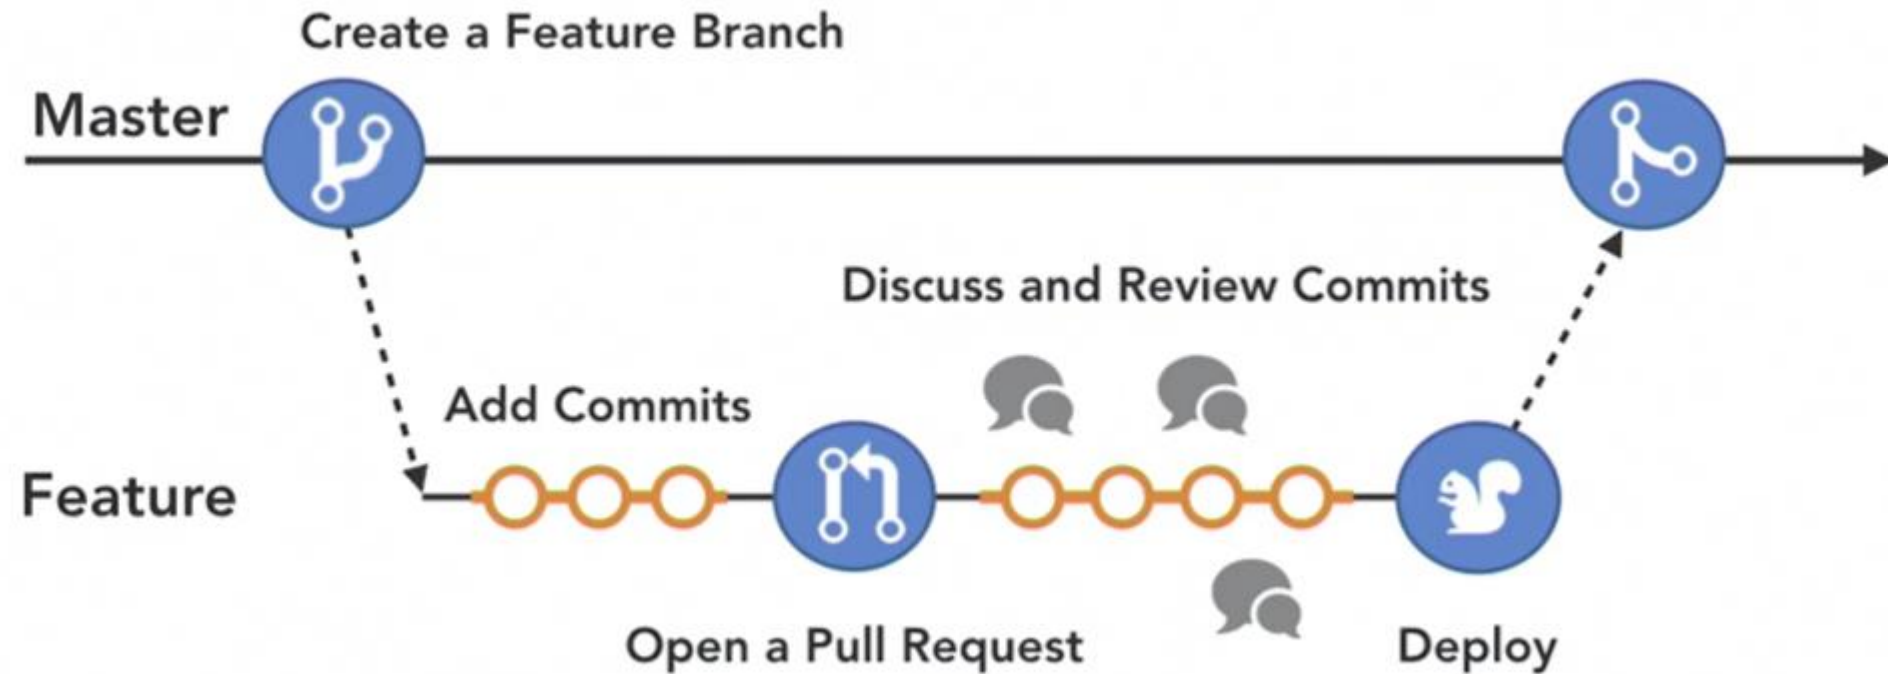 Create a Feature Branch
Master
Discuss and Review Commits
Add Commits
Feature
Open a Pull Request
Deploy